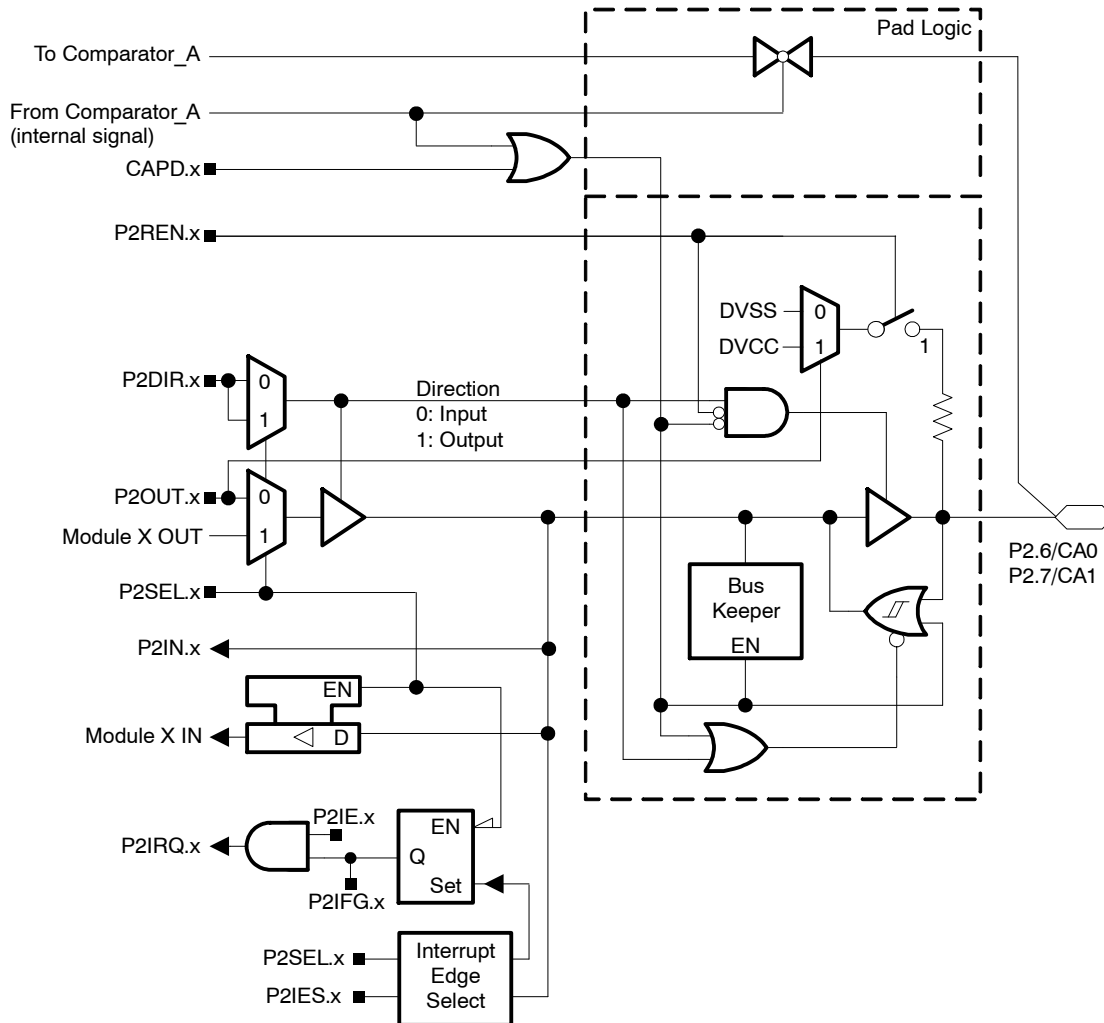 Pad Logic
To Comparator_A
From Comparator_A
(internal signal)
CAPD.x
P2REN.x
DVSS
0
DVCC
1
1
P2DIR.x
0
1
Direction
0: Input
1: Output
P2OUT.x
0
Module X OUT
1
P2SEL.x
P2.6/CA0
P2.7/CA1
Bus
Keeper
EN
P2IN.x
EN
Module X IN
D
P2IE.x
P2IRQ.x
EN
Q
Set
P2IFG.x
P2SEL.x
P2IES.x
Interrupt
Edge
Select